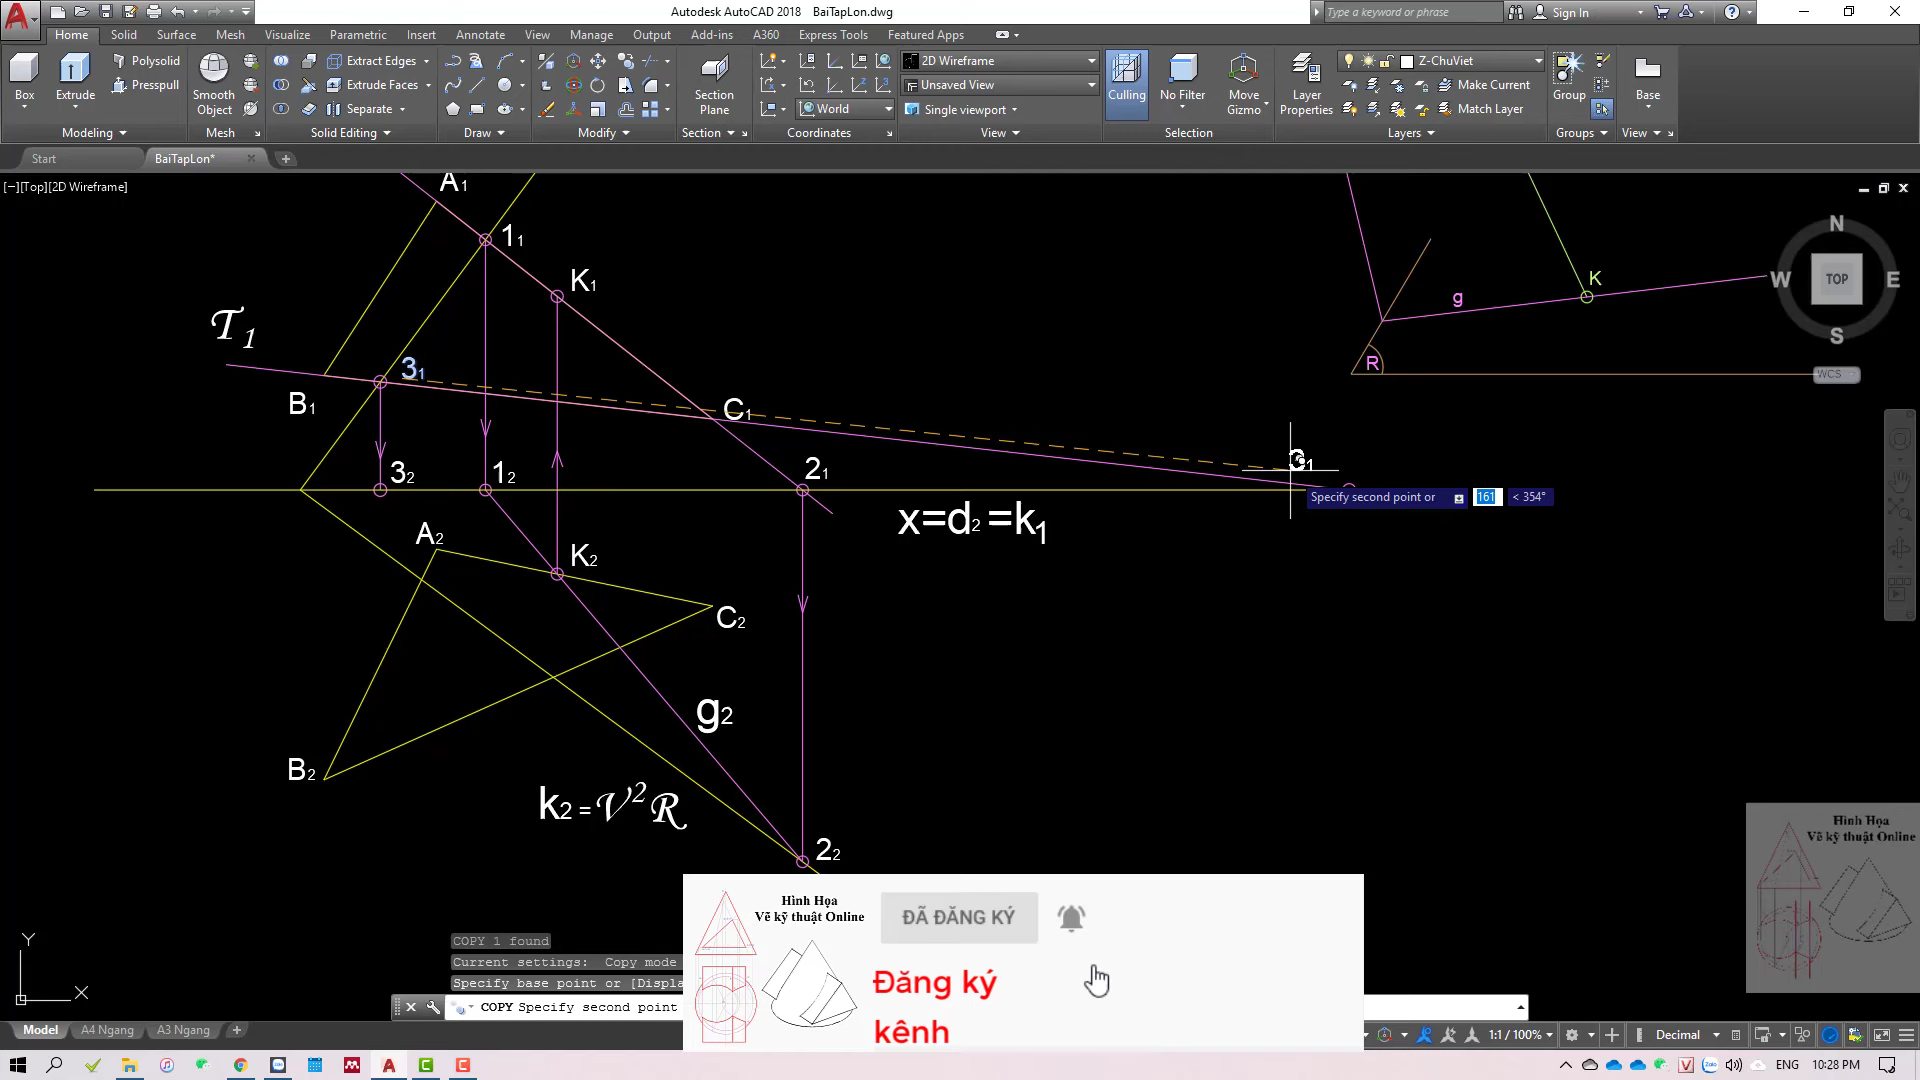 Autodesk AutoCAD 2018 BaiTapLon.dwg
Type a keyword or phrase
Sign In
Home Solid Surface Mesh Visualize Parametric Insert Annotate View Manage Output Add-ins A360 Express Tools Featured Apps
Box
Extrude
Polysolid
Presspull
Smooth Object
Extract Edges
Extrude Faces
Separate
Section Plane
World
2D Wireframe
Unsaved View
Single viewport
Culling
No Filter
Move Gizmo
Layer Properties
Z-ChuViet
Make Current
Match Layer
Group
Base
Modeling Mesh Solid Editing Draw Modify Section Coordinates View Selection Layers Groups View
Start BaiTapLon*
[−][Top][2D Wireframe]
A1
11
K1
T1
31
B1
C1
32
12
21
x=d2=k1
A2
K2
C2
g2
B2
k2 = V2R
22
31
Specify second point or 161 < 354°
g
K
R
N
W TOP E
S
WCS
Y
X
COPY 1 found
Current settings: Copy mode
Specify base point or [Displa
COPY Specify second point
Hình Họa
Vẽ kỹ thuật Online
ĐÃ ĐĂNG KÝ
Đăng ký
kênh
Hình Họa
Vẽ kỹ thuật Online
Model A4 Ngang A3 Ngang
1:1 / 100%
Decimal
ENG 10:28 PM